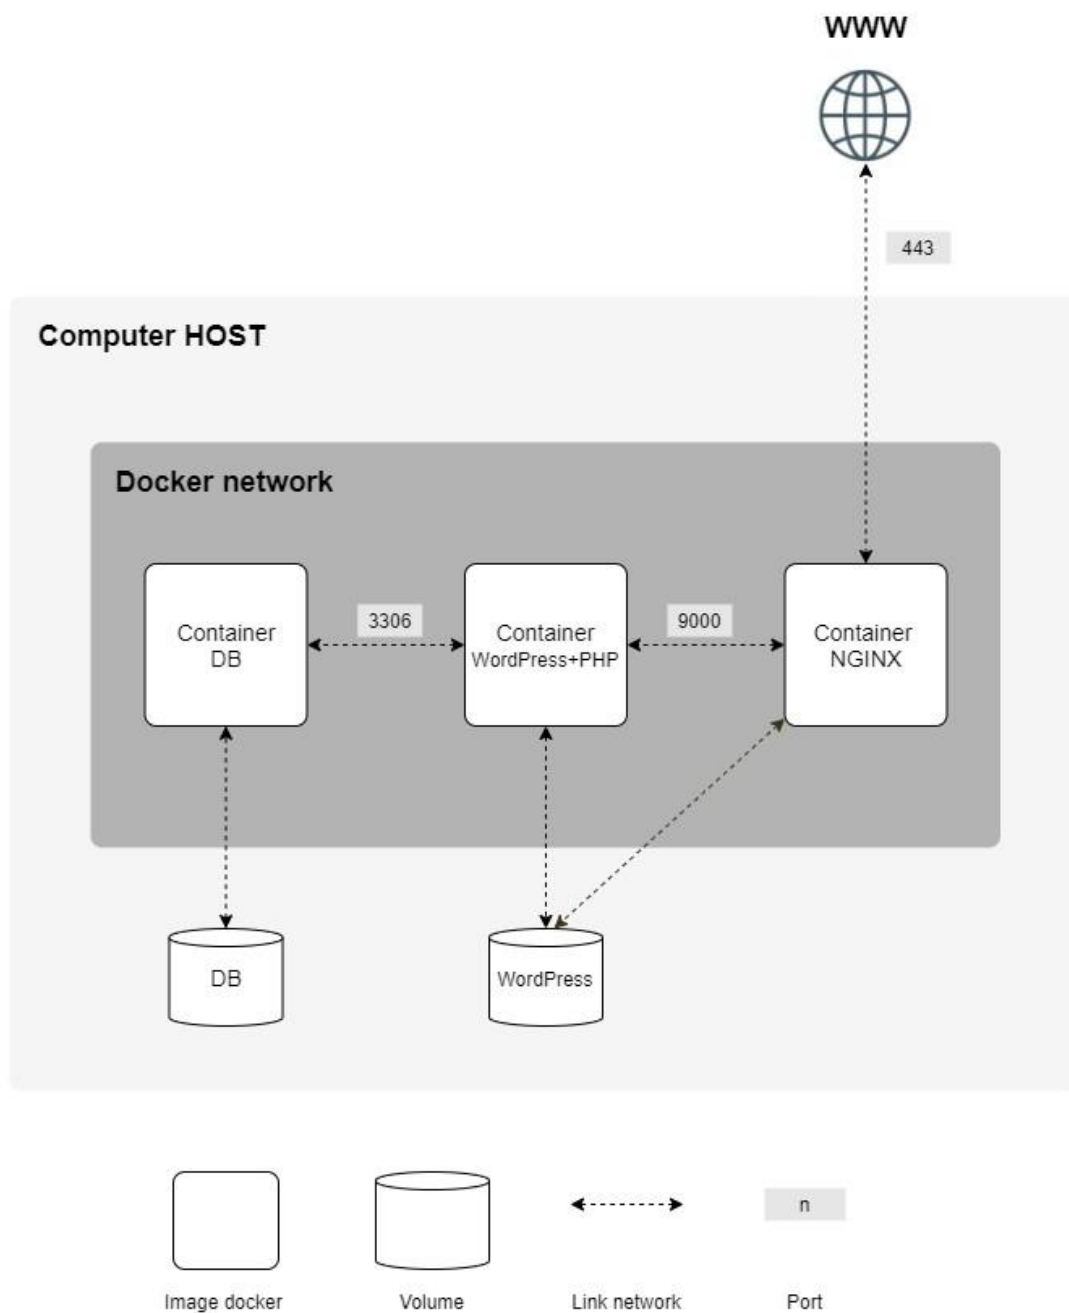 WWW
443
Computer HOST
Docker network
Container
DB
3306
Container
WordPress+PHP
9000
Container
NGINX
DB
WordPress
n
Image docker
Volume
Link network
Port